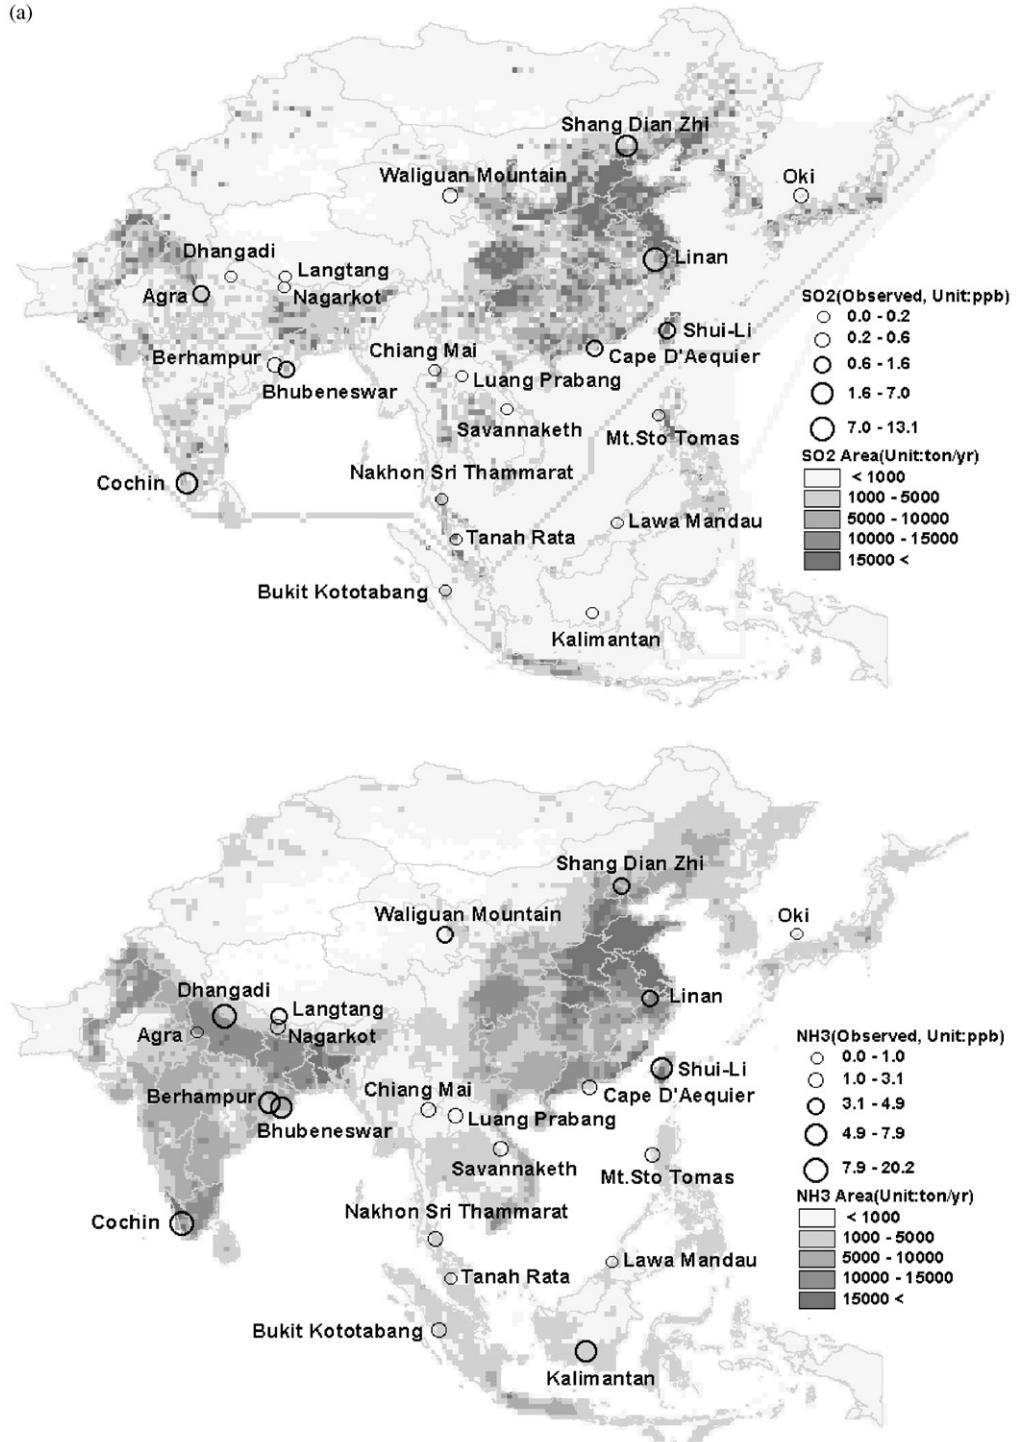 (a)
Shang Dian Zhi
Waliguan Mountain
Oki
Dhangadi
Langtang
Linan
Agra
Nagarkot
SO2(Observed, Unit:ppb)
0.0 - 0.2
0.2 - 0.6
0.6 - 1.6
1.6 - 7.0
7.0 - 13.1
Shui-Li
Chiang Mai
Cape D'Aequier
Berhampur
Luang Prabang
Bhubeneswar
Savannaketh
Mt.Sto Tomas
SO2 Area(Unit:ton/yr)
< 1000
1000 - 5000
5000 - 10000
10000 - 15000
15000 <
Nakhon Sri Thammarat
Cochin
Lawa Mandau
Tanah Rata
Bukit Kototabang
Kalimantan
Shang Dian Zhi
Waliguan Mountain
Oki
Dhangadi
Linan
Langtang
Agra
Nagarkot
NH3(Observed, Unit:ppb)
0.0 - 1.0
1.0 - 3.1
3.1 - 4.9
4.9 - 7.9
7.9 - 20.2
Shui-Li
Chiang Mai
Cape D'Aequier
Berhampur
Luang Prabang
Bhubeneswar
Savannaketh
Mt.Sto Tomas
NH3 Area(Unit:ton/yr)
< 1000
1000 - 5000
5000 - 10000
10000 - 15000
15000 <
Nakhon Sri Thammarat
Cochin
Lawa Mandau
Tanah Rata
Bukit Kototabang
Kalimantan